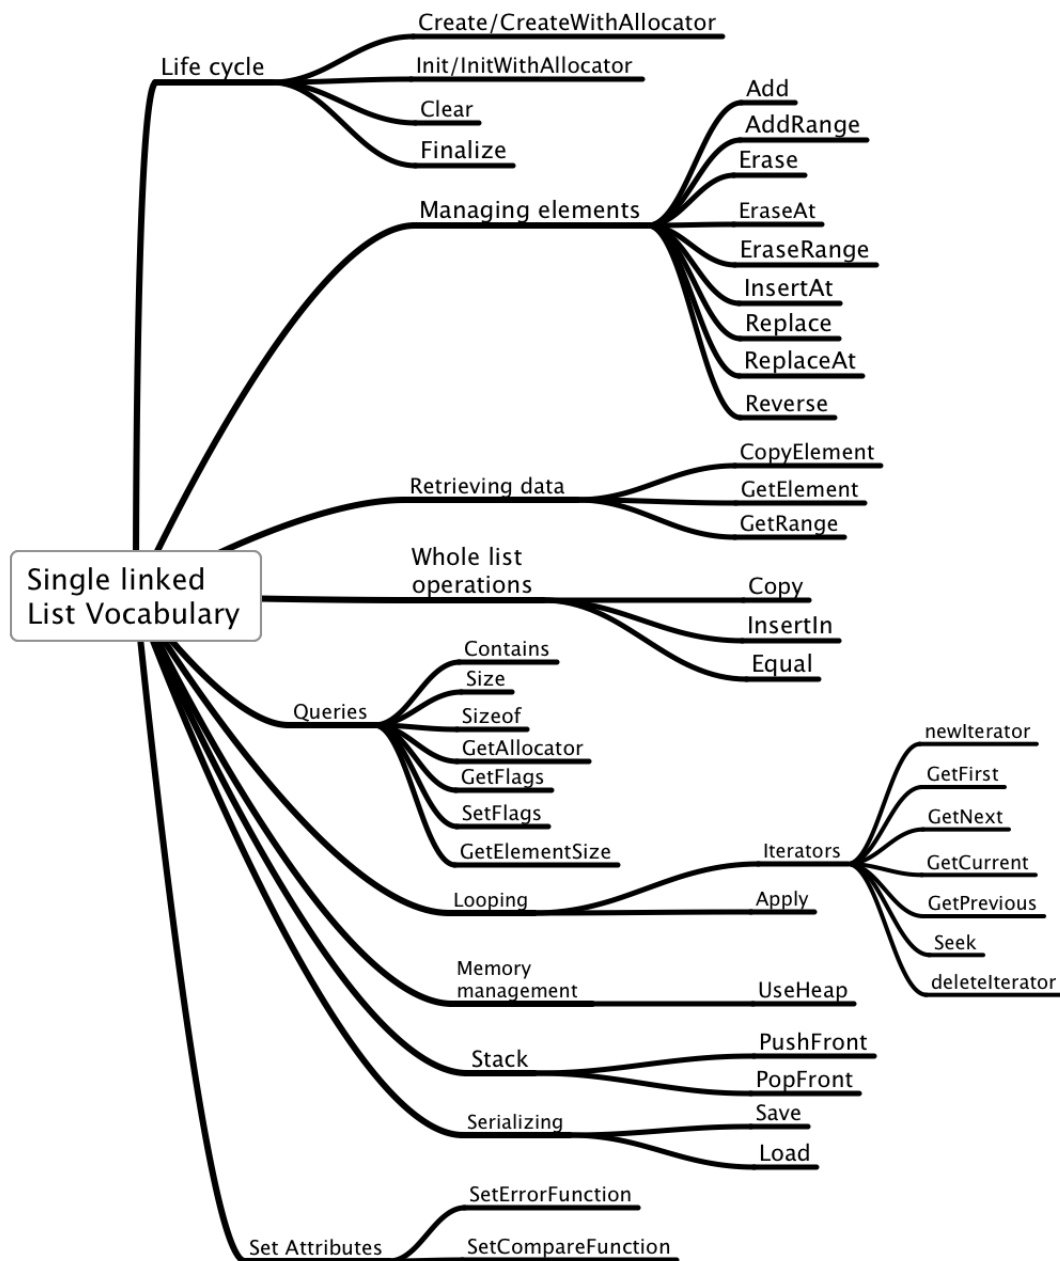 Create/CreateWithAllocator
Life cycle
Init/InitWithAllocator
Clear
Finalize
Add
AddRange
Erase
Managing elements
EraseAt
EraseRange
InsertAt
Replace
ReplaceAt
Reverse
CopyElement
Retrieving data
GetElement
GetRange
Whole list
operations
Single linked
List Vocabulary
Copy
InsertIn
Equal
Contains
Size
Queries
Sizeof
GetAllocator
GetFlags
SetFlags
GetElementSize
newIterator
GetFirst
GetNext
Iterators
GetCurrent
Looping
Apply
GetPrevious
Seek
deleteIterator
Memory
management
UseHeap
Stack
PushFront
PopFront
Serializing
Save
Load
SetErrorFunction
Set Attributes
SetCompareFunction